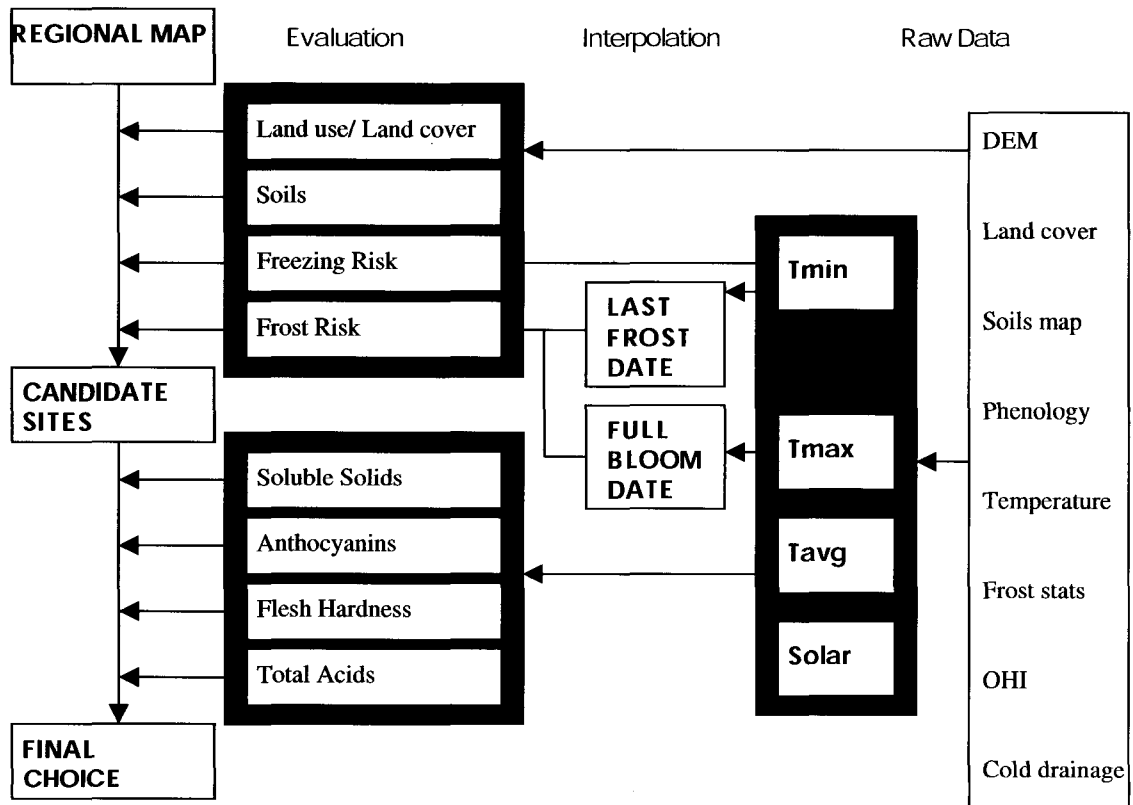 REGIONAL MAP
Evaluation
Interpolation
Raw Data
Land use/ Land cover
Soils
Freezing Risk
Frost Risk
CANDIDATE
SITES
Soluble Solids
Anthocyanins
Flesh Hardness
Total Acids
FINAL
CHOICE
LAST
FROST
DATE
FULL
BLOOM
DATE
Tmin
Tmax
Tavg
Solar
DEM
Land cover
Soils map
Phenology
Temperature
Frost stats
OHI
Cold drainage